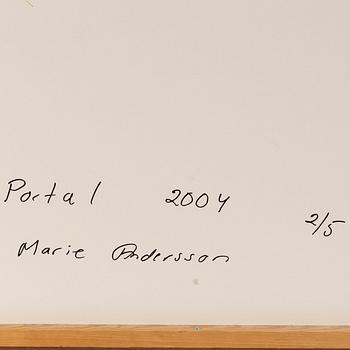 Portal 2004
2/5
Marie Andersson